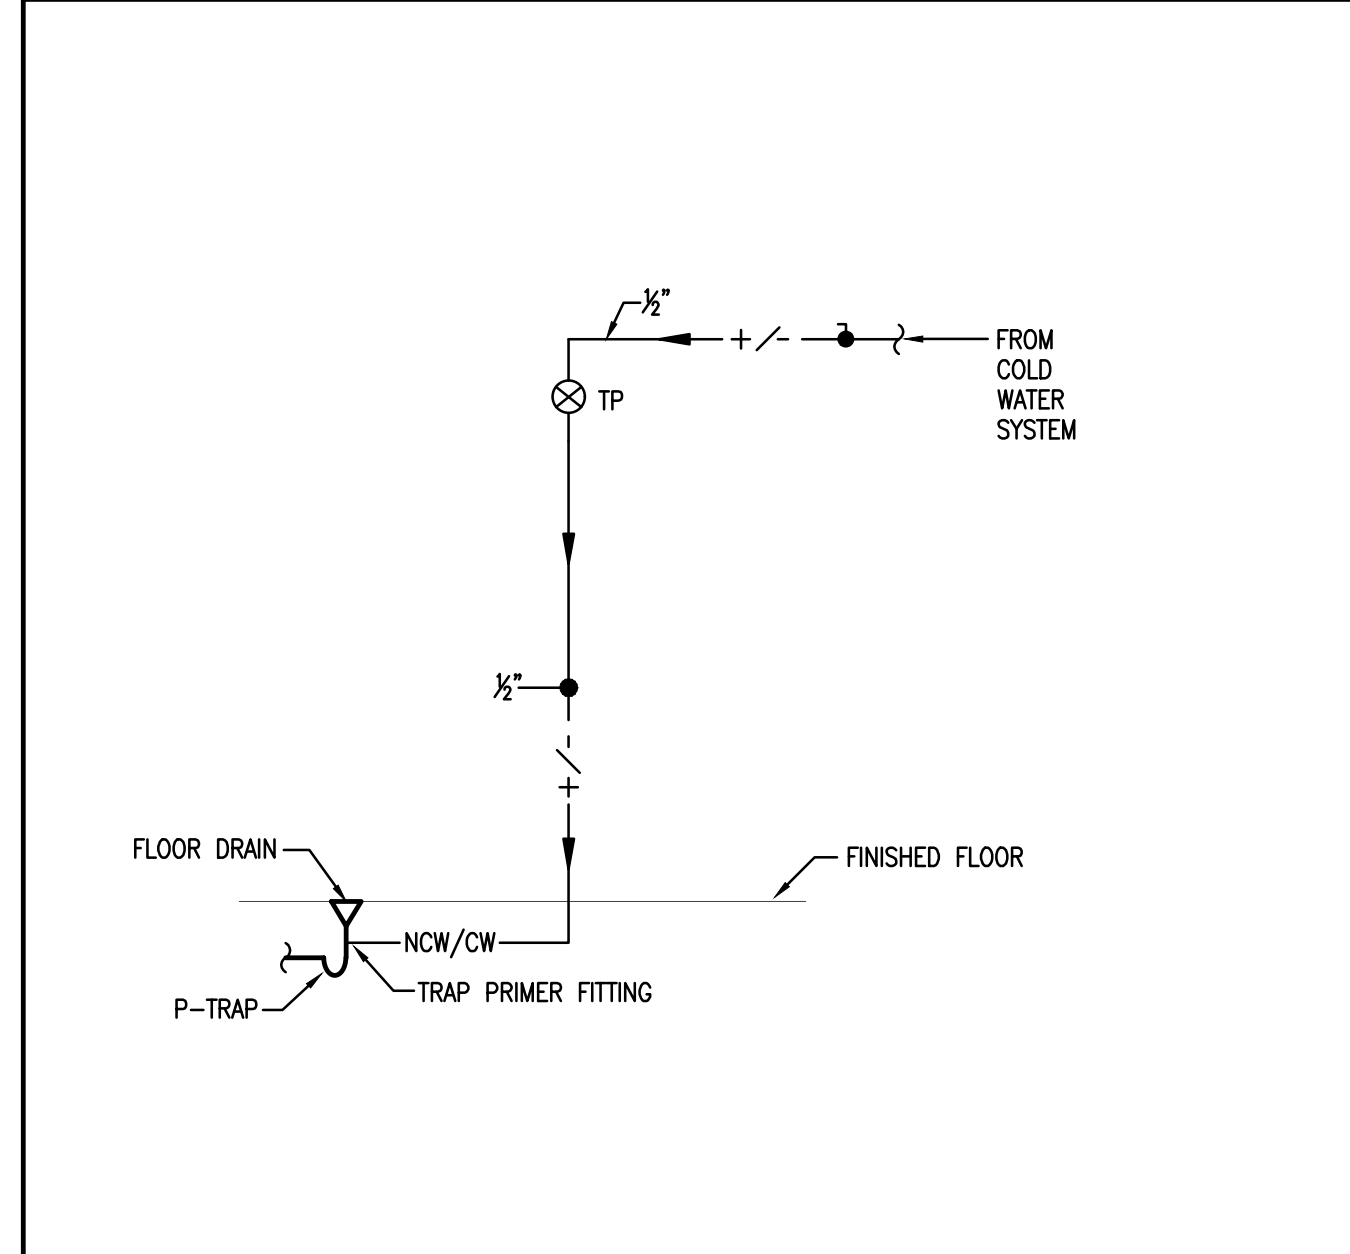 ½"
FROM
COLD
WATER
SYSTEM
TP
½"
FLOOR DRAIN
FINISHED FLOOR
NCW/CW
TRAP PRIMER FITTING
P-TRAP